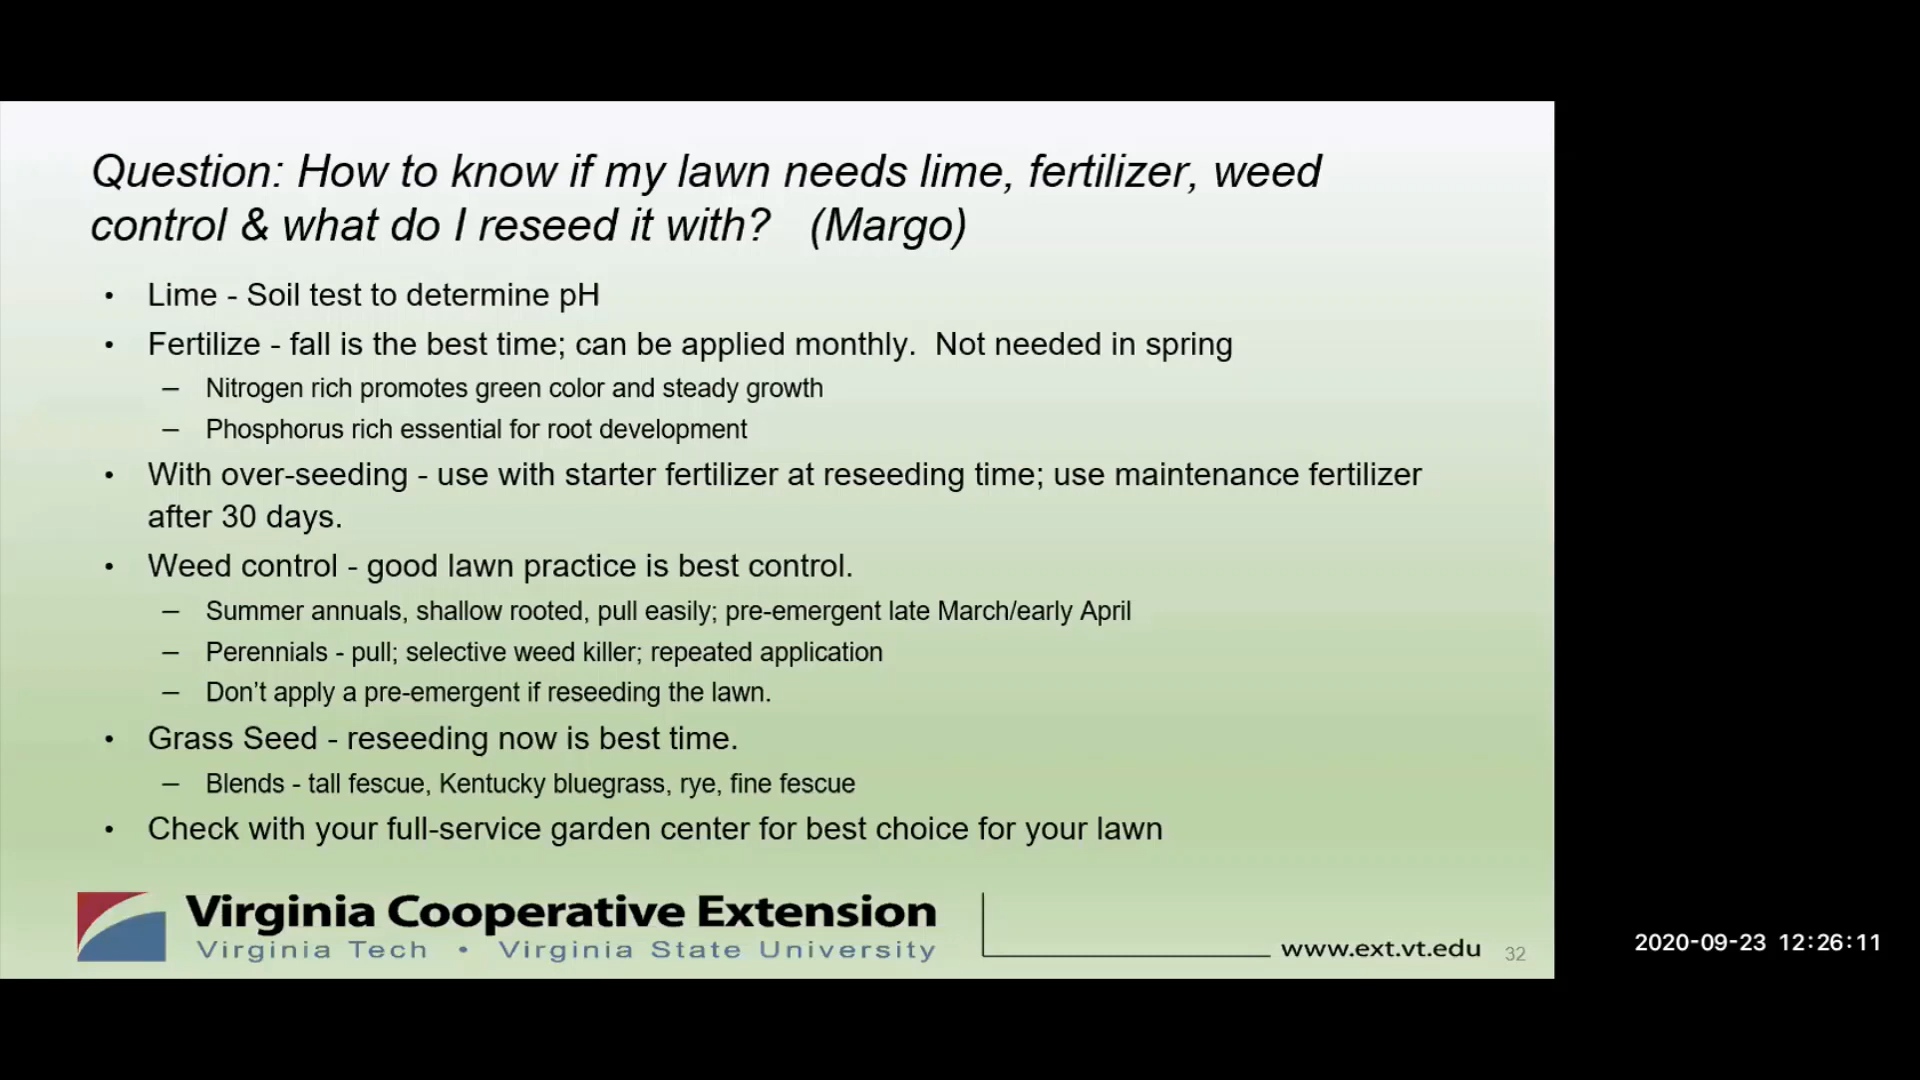 Question: How to know if my lawn needs lime, fertilizer, weed
control & what do I reseed it with?   (Margo)
• Lime - Soil test to determine pH
• Fertilize - fall is the best time; can be applied monthly.  Not needed in spring
– Nitrogen rich promotes green color and steady growth
– Phosphorus rich essential for root development
• With over-seeding - use with starter fertilizer at reseeding time; use maintenance fertilizer
after 30 days.
• Weed control - good lawn practice is best control.
– Summer annuals, shallow rooted, pull easily; pre-emergent late March/early April
– Perennials - pull; selective weed killer; repeated application
– Don’t apply a pre-emergent if reseeding the lawn.
• Grass Seed - reseeding now is best time.
– Blends - tall fescue, Kentucky bluegrass, rye, fine fescue
• Check with your full-service garden center for best choice for your lawn
Virginia Cooperative Extension
Virginia Tech • Virginia State University
www.ext.vt.edu 32
2020-09-23 12:26:11